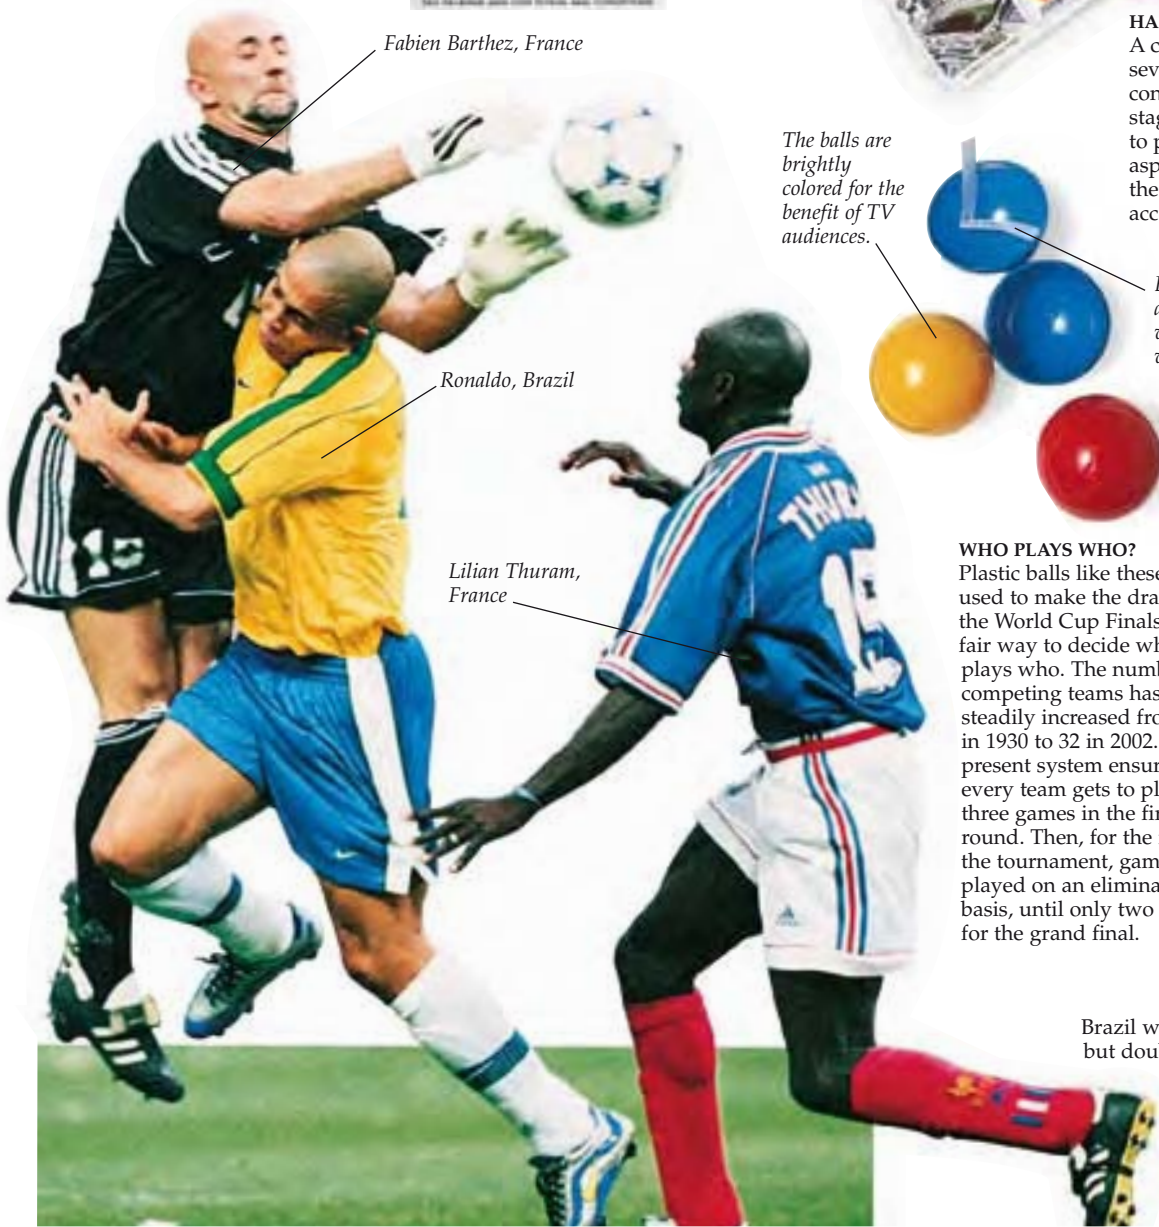 Fabien Barthez, France
HA
A c
sev
con
stag
to p
asp
the
acc
The balls are
brightly
colored for the
benefit of TV
audiences.
Ronaldo, Brazil
Lilian Thuram,
France
THUR
15
15
WHO PLAYS WHO?
Plastic balls like these
used to make the dra
the World Cup Finals
fair way to decide wh
plays who. The numb
competing teams has
steadily increased fro
in 1930 to 32 in 2002.
present system ensur
every team gets to pl
three games in the fir
round. Then, for the
the tournament, gam
played on an elimina
basis, until only two
for the grand final.
Brazil w
but dou